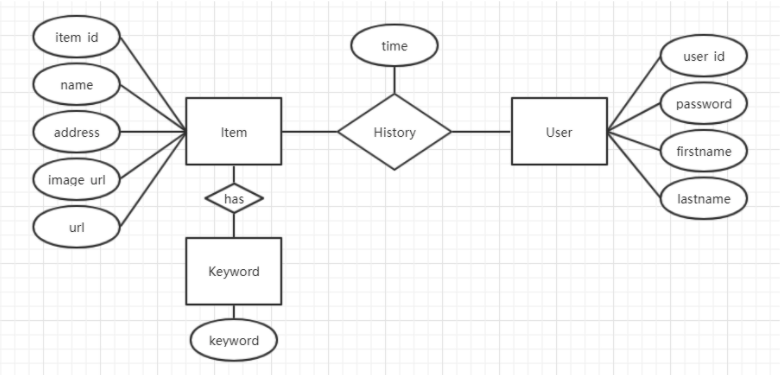 item id
name
address
image url
url
Item
has
Keyword
keyword
time
History
User
user id
password
firstname
lastname